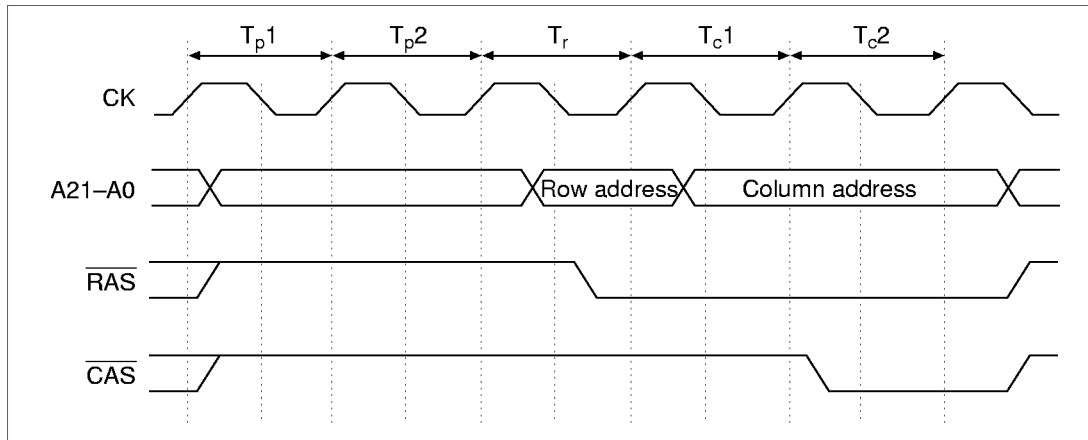 Tp1 Tp2 Tr Tc1 Tc2
CK
A21–A0 Row address Column address
RAS
CAS